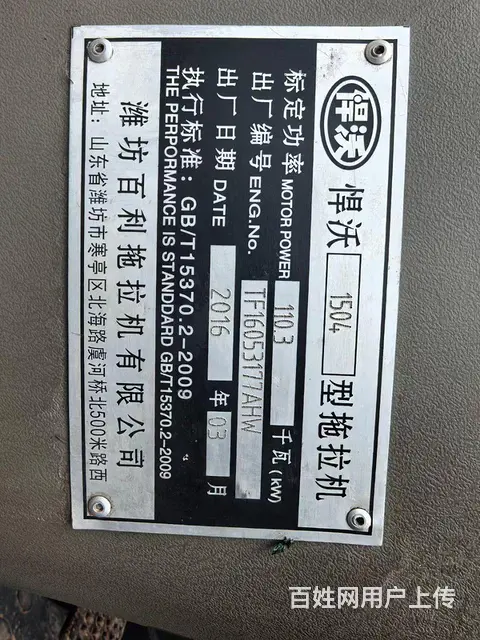 悍沃
悍沃 1504 型拖拉机
标定功率 MOTOR POWER 110.3 千瓦(kW)
出厂编号 ENG.No. TF16053177AHW
出厂日期 DATE 2016 年 03 月
执行标准：GB/T15370.2-2009
THE PERPORMANCE IS STANDDARD GB/T15370.2-2009
潍坊百利拖拉机有限公司
地址：山东省潍坊市寒亭区北海路虞河桥北500米路西
百姓网用户上传